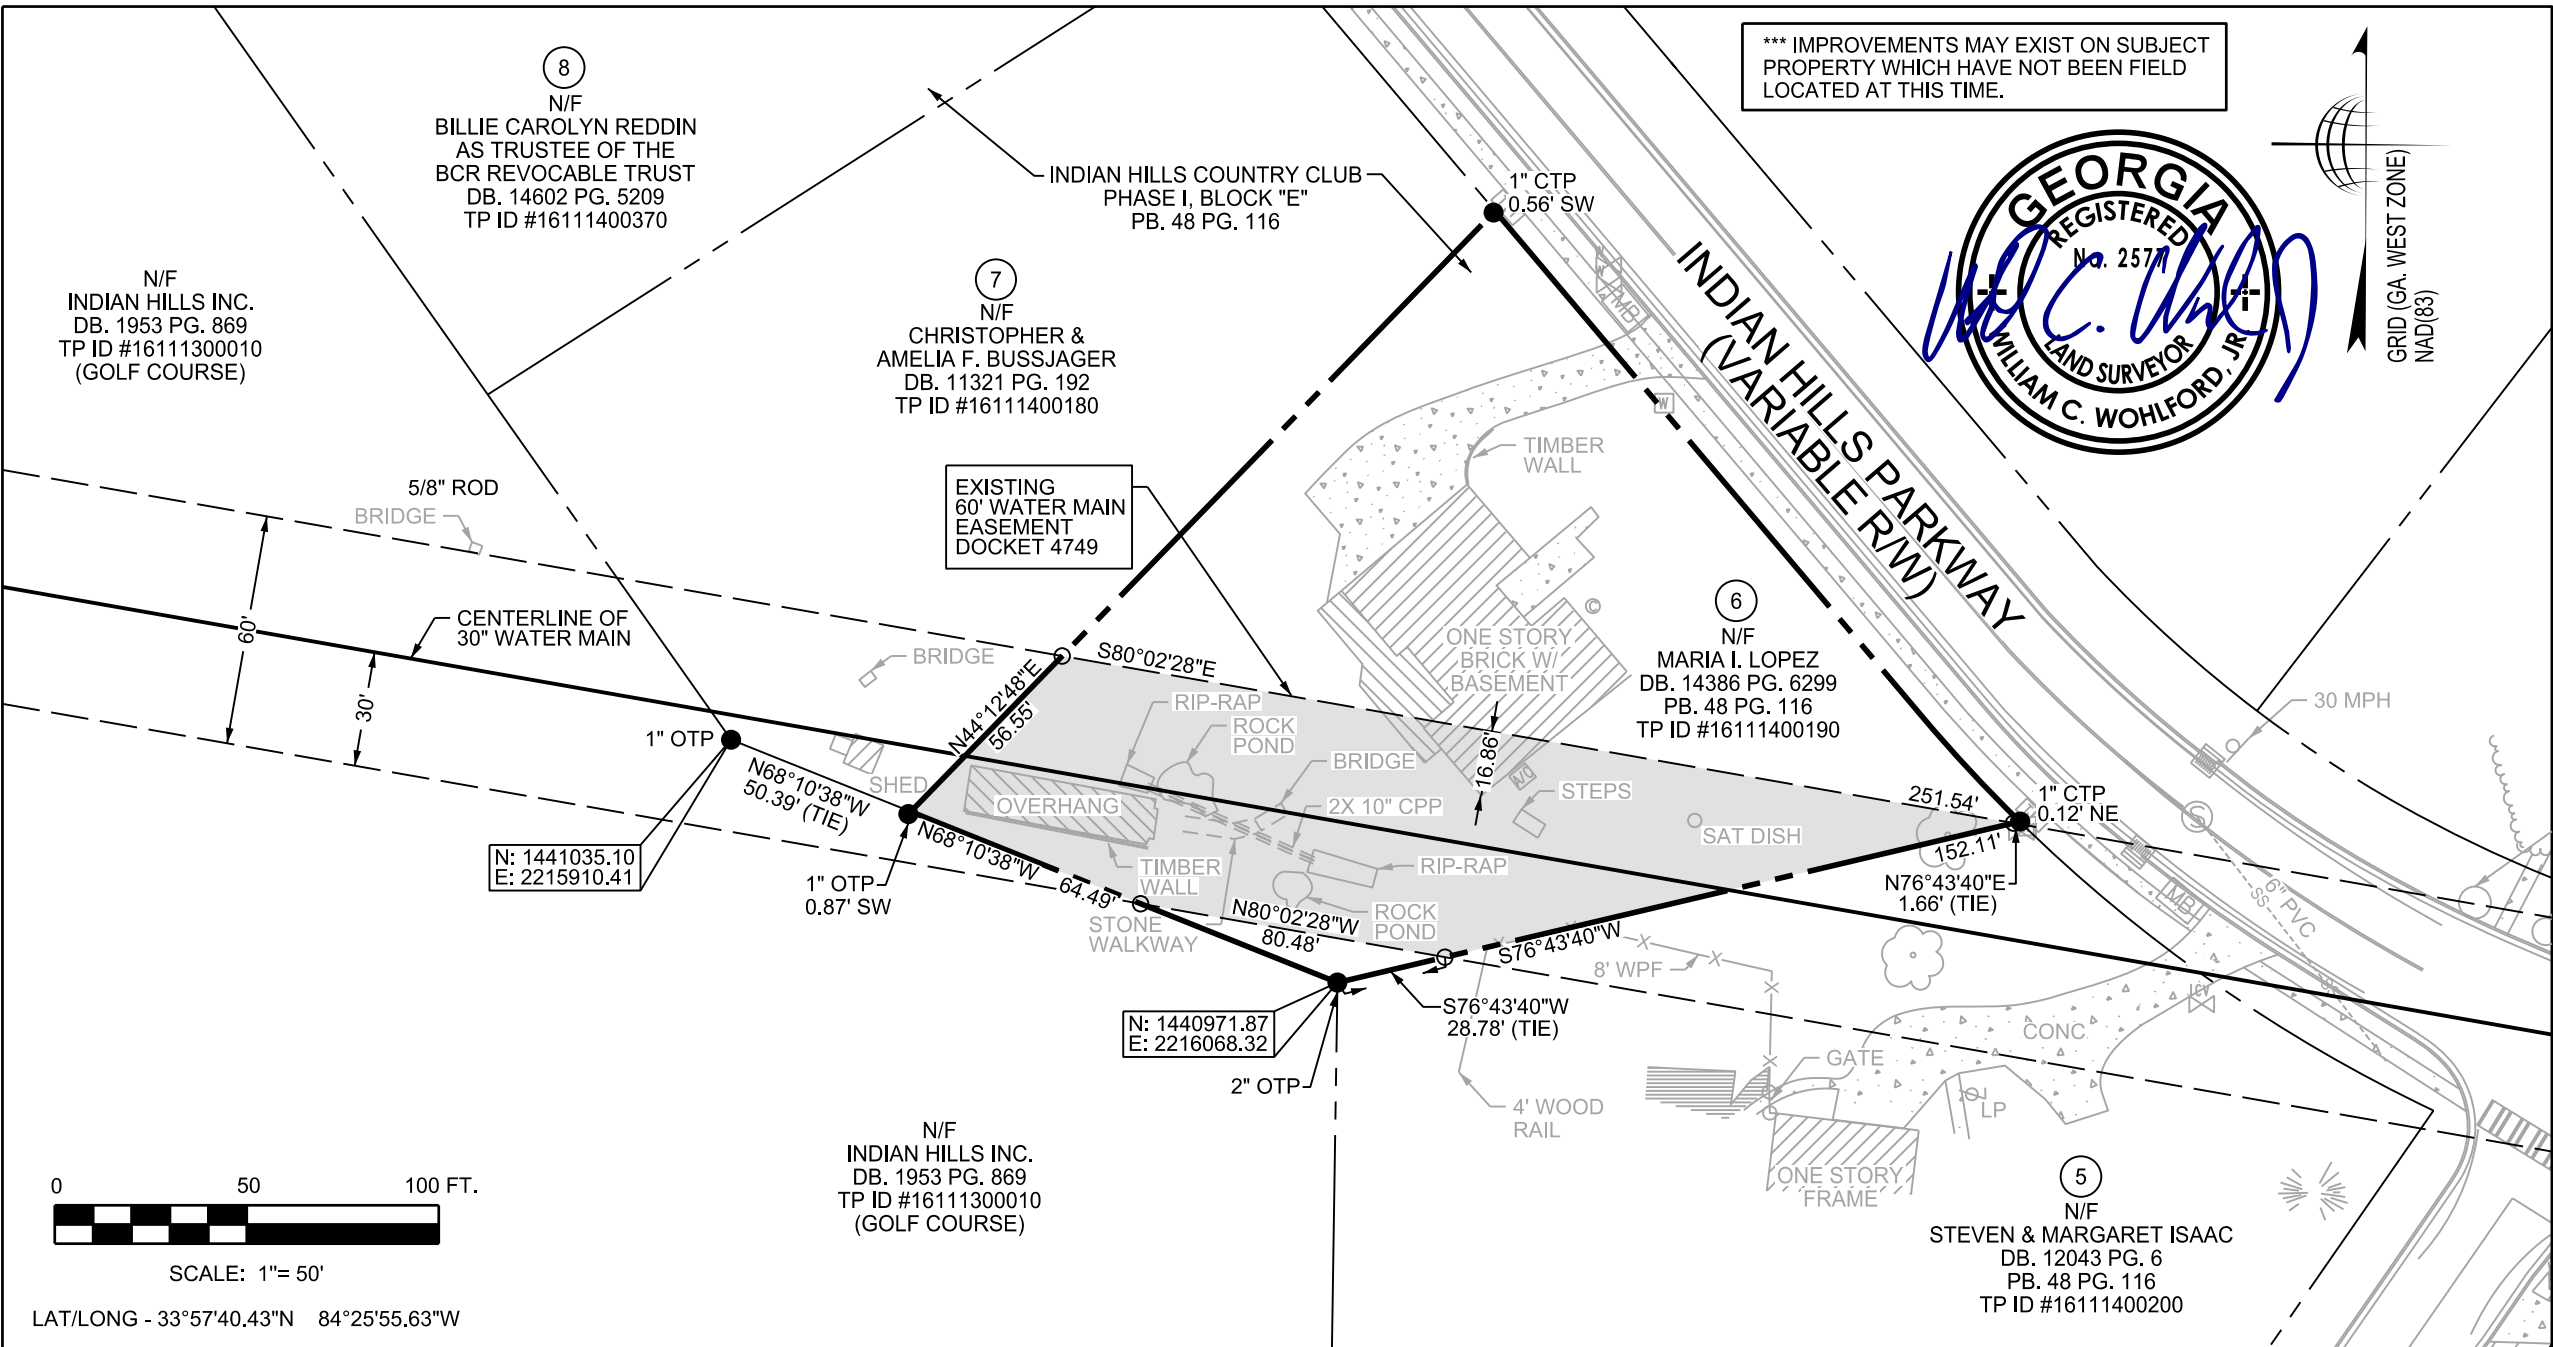 8
N/F
BILLIE CAROLYN REDDIN
AS TRUSTEE OF THE
BCR REVOCABLE TRUST
DB. 14602 PG. 5209
TP ID #16111400370
*** IMPROVEMENTS MAY EXIST ON SUBJECT
PROPERTY WHICH HAVE NOT BEEN FIELD
LOCATED AT THIS TIME.
GEORGIA
REGISTERED
No. 2577
LAND SURVEYOR
WILLIAM C. WOHLFORD, JR.
GRID (GA. WEST ZONE)
NAD(83)
INDIAN HILLS COUNTRY CLUB
PHASE I, BLOCK "E"
PB. 48 PG. 116
1" CTP
0.56' SW
N/F
INDIAN HILLS INC.
DB. 1953 PG. 869
TP ID #16111300010
(GOLF COURSE)
7
N/F
CHRISTOPHER &
AMELIA F. BUSSJAGER
DB. 11321 PG. 192
TP ID #16111400180
MB
W
INDIAN HILLS PARKWAY
(VARIABLE R/W)
TIMBER
WALL
5/8" ROD
BRIDGE
EXISTING
60' WATER MAIN
EASEMENT
DOCKET 4749
60'
30'
CENTERLINE OF
30" WATER MAIN
BRIDGE
S80°02'28"E
C
ONE STORY
BRICK W/
BASEMENT
6
N/F
MARIA I. LOPEZ
DB. 14386 PG. 6299
PB. 48 PG. 116
TP ID #16111400190
30 MPH
N44°12'48"E
56.55'
RIP-RAP
ROCK
POND
BRIDGE
16.86'
A/C
1" OTP
N68°10'38"W
50.39' (TIE)
SHED
OVERHANG
2X 10" CPP
STEPS
SAT DISH
251.54'
1" CTP
0.12' NE
S
N: 1441035.10
E: 2215910.41
1" OTP
0.87' SW
N68°10'38"W
64.49'
TIMBER
WALL
RIP-RAP
152.11'
N76°43'40"E
1.66' (TIE)
MB
6" PVC
SS
STONE
WALKWAY
N80°02'28"W
80.48'
ROCK
POND
S76°43'40"W
X
X
X
X
X
8' WPF
ICV
SS
N: 1440971.87
E: 2216068.32
S76°43'40"W
28.78' (TIE)
CONC
2" OTP
GATE
4' WOOD
RAIL
LP
ONE STORY
FRAME
N/F
INDIAN HILLS INC.
DB. 1953 PG. 869
TP ID #16111300010
(GOLF COURSE)
5
N/F
STEVEN & MARGARET ISAAC
DB. 12043 PG. 6
PB. 48 PG. 116
TP ID #16111400200
0 50 100 FT.
SCALE: 1"= 50'
LAT/LONG - 33°57'40.43"N 84°25'55.63"W